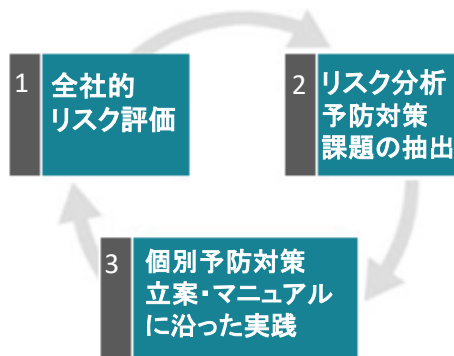 1
全社的
リスク評価
2
リスク分析
予防対策
課題の抽出
3
個別予防対策
立案・マニュアル
に沿った実践